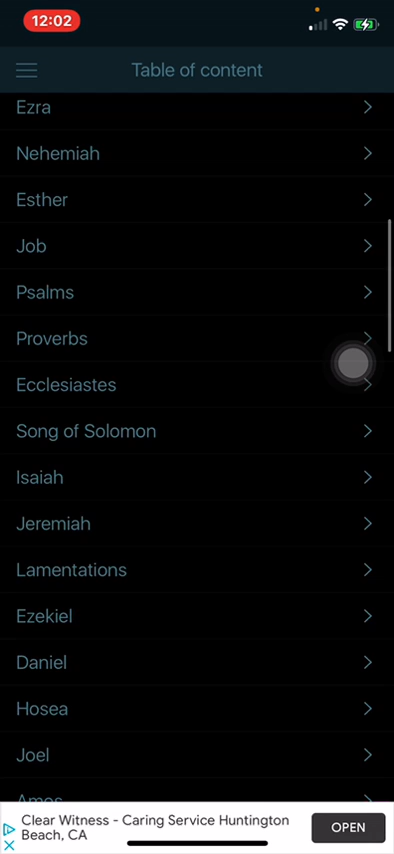 12:02
Table of content
Ezra
Nehemiah
Esther
Job
Psalms
Proverbs
Ecclesiastes
Song of Solomon
Isaiah
Jeremiah
Lamentations
Ezekiel
Daniel
Hosea
Joel
Amos
Clear Witness - Caring Service Huntington
Beach, CA
OPEN